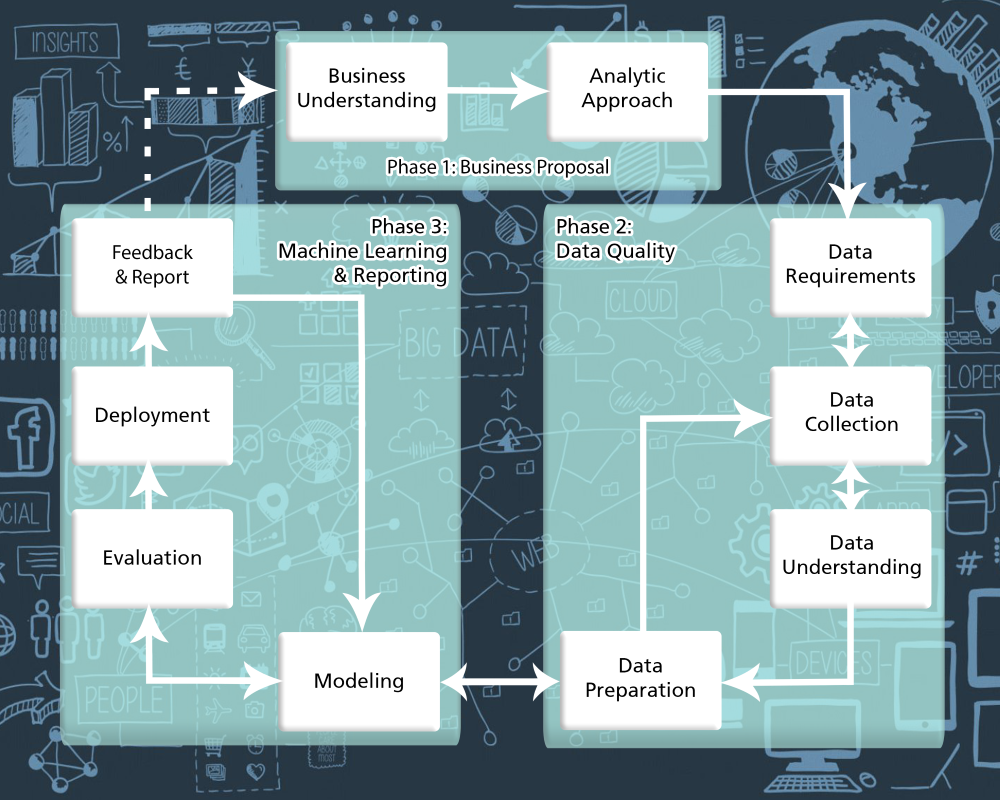 INSIGHTS
€
¥
$
%
Business
Understanding
Analytic
Approach
Phase 1: Business Proposal
Feedback
& Report
Phase 3:
Machine Learning
& Reporting
Phase 2:
Data Quality
Data
Requirements
CLOUD
BIG DATA
Deployment
Data
Collection
Evaluation
WEB
Data
Understanding
#
PEOPLE
Modeling
Data
Preparation
DEVICES